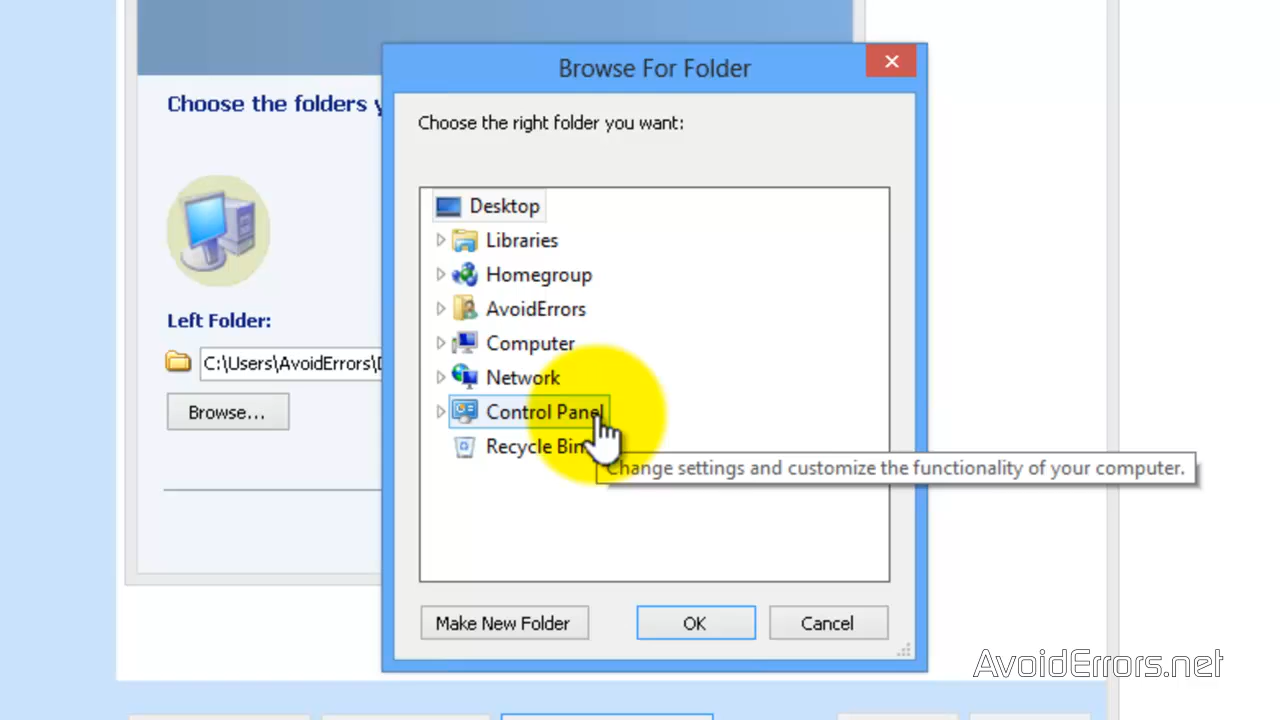 Browse For Folder
Choose the folders
Choose the right folder you want:
Desktop
Libraries
Homegroup
AvoidErrors
Computer
Network
Control Panel
Recycle Bin
Change settings and customize the functionality of your computer.
Left Folder:
C:\Users\AvoidErrors\D
Browse...
Make New Folder
OK
Cancel
AvoidErrors.net